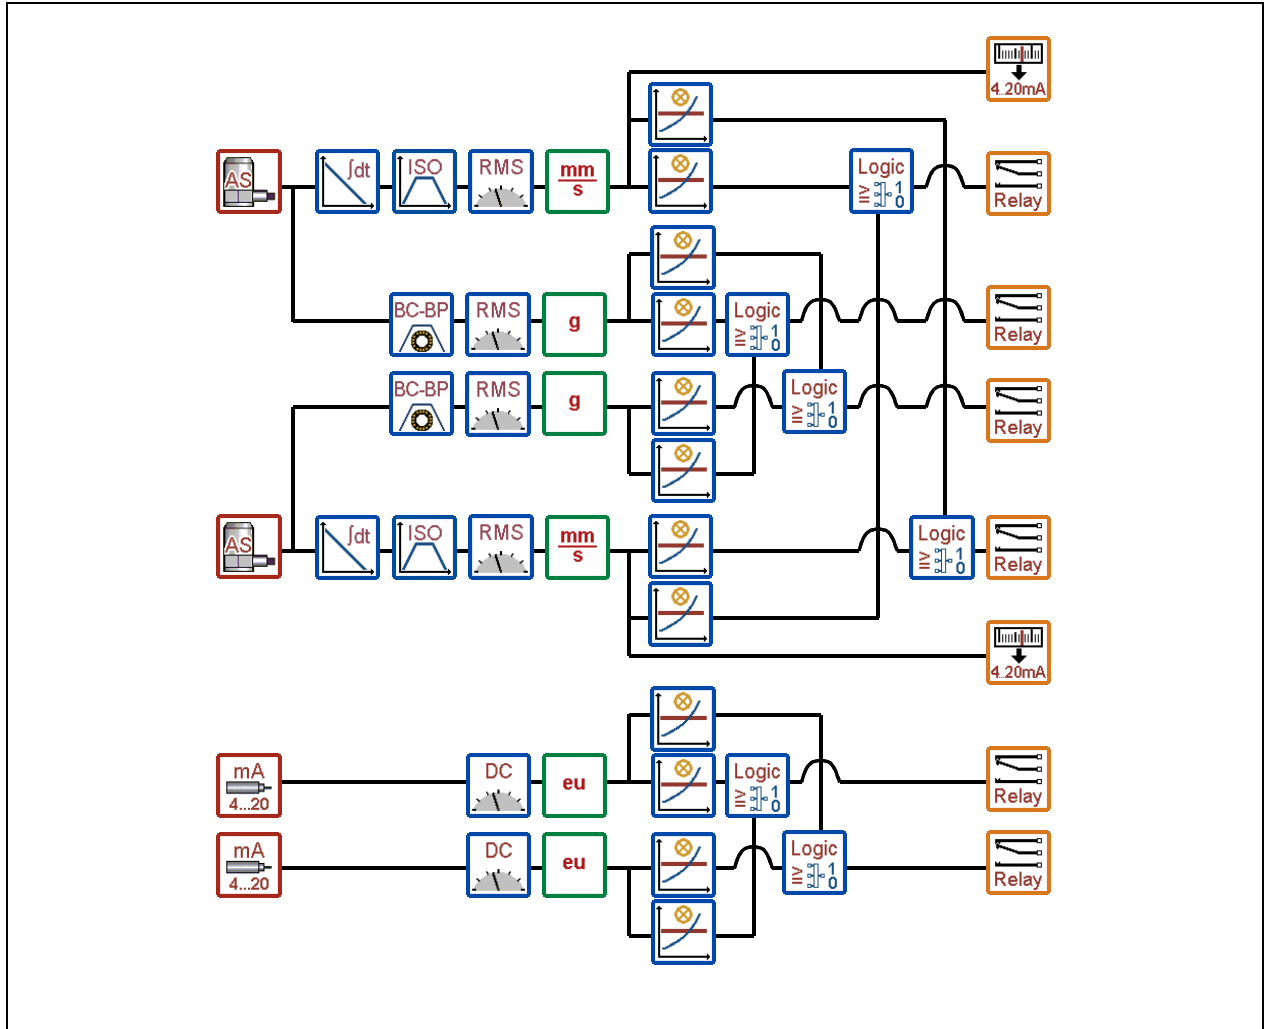 4..20mA
AS
∫dt
ISO
RMS
mm
s
Logic
≥
1
0
Relay
BC-BP
RMS
g
Logic
≥
1
0
Relay
BC-BP
RMS
g
Logic
≥
1
0
Relay
AS
∫dt
ISO
RMS
mm
s
Logic
≥
1
0
Relay
4..20mA
mA
4...20
DC
eu
Logic
≥
1
0
Relay
mA
4...20
DC
eu
Logic
≥
1
0
Relay